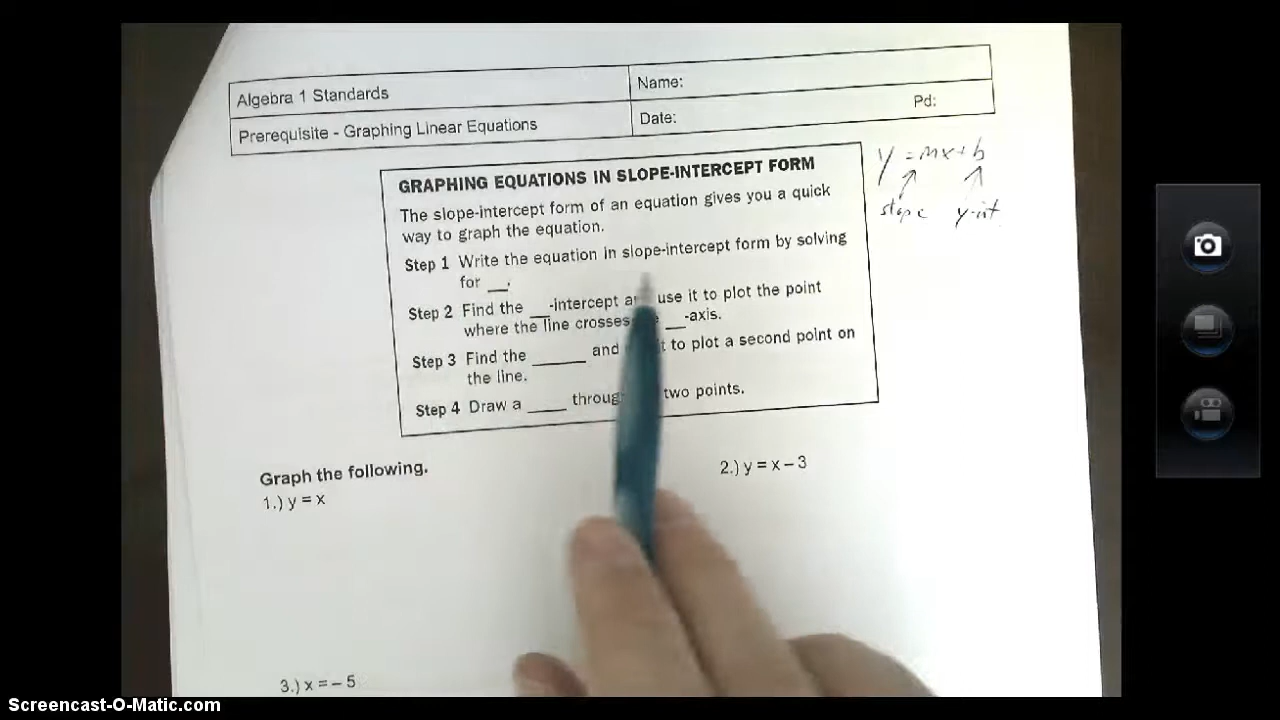 Algebra 1 Standards
Name:
Prerequisite - Graphing Linear Equations
Date:
Pd:
y = mx + b
slope y-int
GRAPHING EQUATIONS IN SLOPE-INTERCEPT FORM
The slope-intercept form of an equation gives you a quick
way to graph the equation.
Step 1 Write the equation in slope-intercept form by solving
for __.
Step 2 Find the __-intercept and use it to plot the point
where the line crosses __-axis.
Step 3 Find the ______ and it to plot a second point on
the line.
Step 4 Draw a ____ two points.
Graph the following.
1.) y = x
2.) y = x – 3
3.) x = – 5
Screencast-O-Matic.com